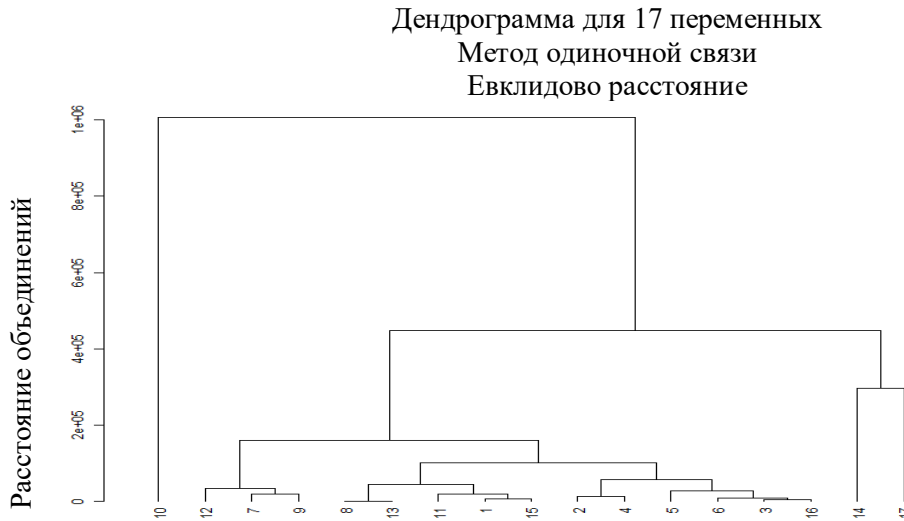 Дендрограмма для 17 переменных
Метод одиночной связи
Евклидово расстояние
Расстояние объединений
1e+06
8e+05
6e+05
4e+05
2e+05
0
10 12 7 9 8 13 11 1 15 2 4 5 6 3 16 14 17